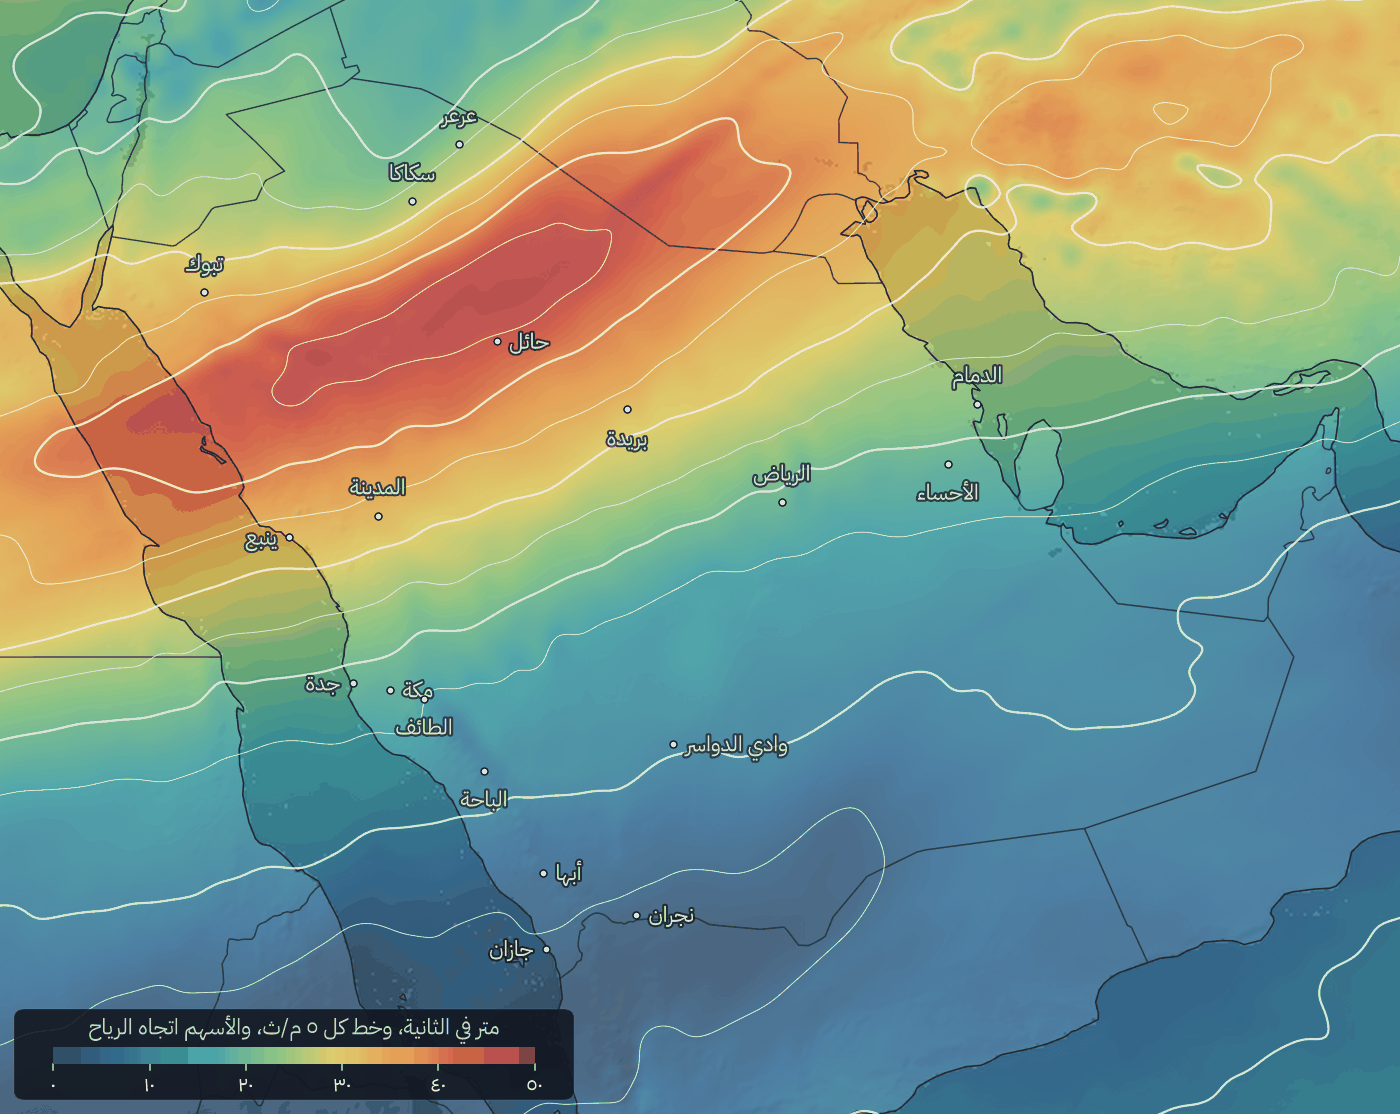 عرعر
سكاكا
تبوك
حائل
الدمام
بريدة
الرياض
المدينة
الأحساء
ينبع
جدة
مكة
الطائف
وادي الدواسر
الباحة
أبها
نجران
جازان
متر في الثانية، وخط كل ٥ م/ث، والأسهم اتجاه الرياح
٠ ١٠ ٢٠ ٣٠ ٤٠ ٥٠